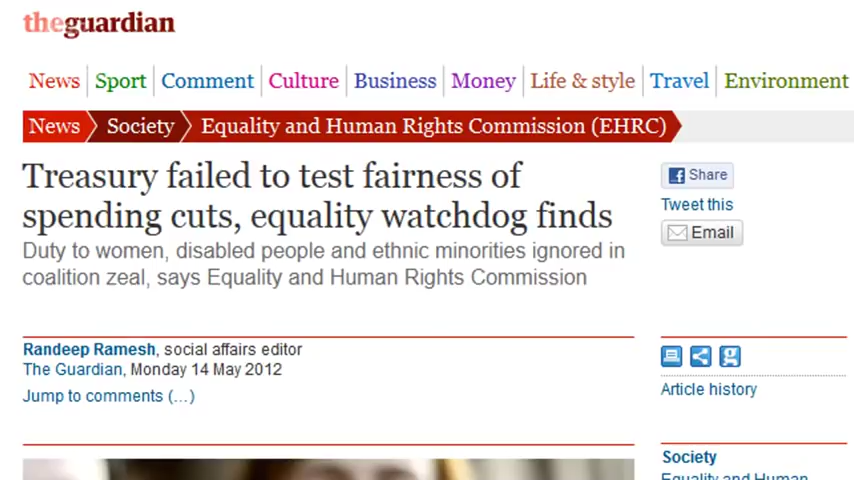 theguardian
News Sport Comment Culture Business Money Life & style Travel Environment
News Society Equality and Human Rights Commission (EHRC)
Treasury failed to test fairness of
spending cuts, equality watchdog finds
Duty to women, disabled people and ethnic minorities ignored in
coalition zeal, says Equality and Human Rights Commission
Share
Tweet this
Email
Randeep Ramesh, social affairs editor
The Guardian, Monday 14 May 2012
Jump to comments (...)
Article history
Society
Equality and Human